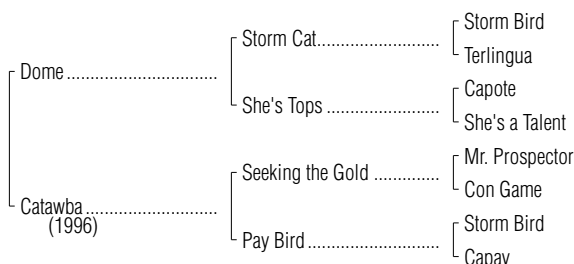 Storm Bird
Storm Cat..............................
Terlingua
Dome ....................................
Capote
She's Tops ...........................
She's a Talent
Mr. Prospector
Seeking the Gold ................
Con Game
Catawba................................
(1996)
Storm Bird
Pay Bird................................
Capay